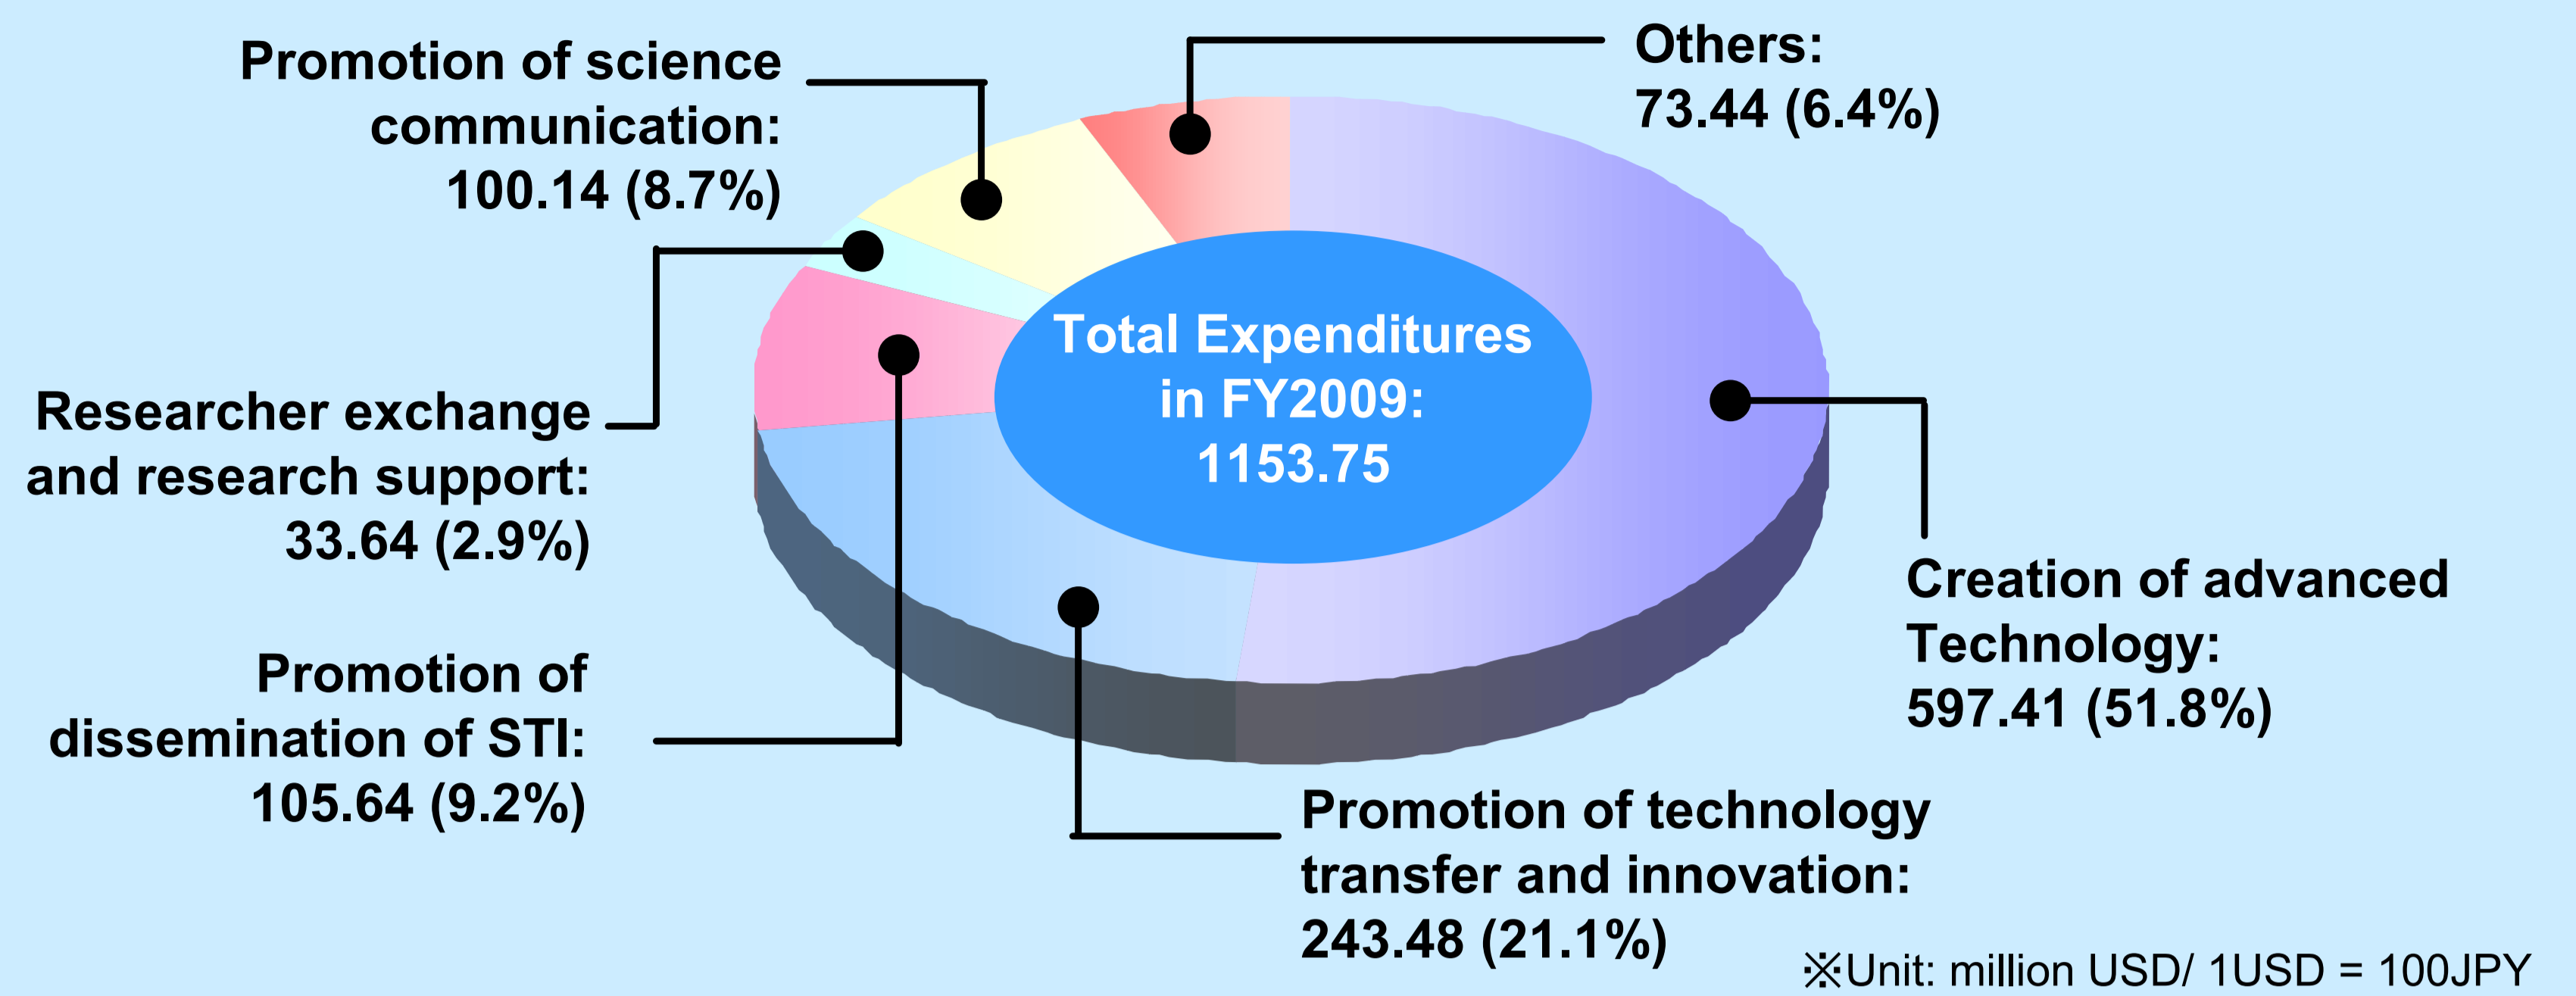 Promotion of science
communication:
100.14 (8.7%)
Others:
73.44 (6.4%)
Total Expenditures
in FY2009:
1153.75
Researcher exchange
and research support:
33.64 (2.9%)
Creation of advanced
Technology:
597.41 (51.8%)
Promotion of
dissemination of STI:
105.64 (9.2%)
Promotion of technology
transfer and innovation:
243.48 (21.1%)
※Unit: million USD/ 1USD = 100JPY